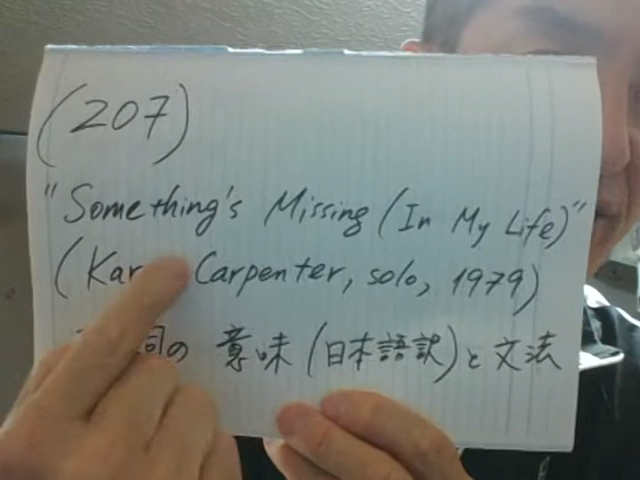 (207)
"Something's Missing (In My Life)"
(Kar Carpenter, solo, 1979)
詞の 意味 (日本語訳) と 文法